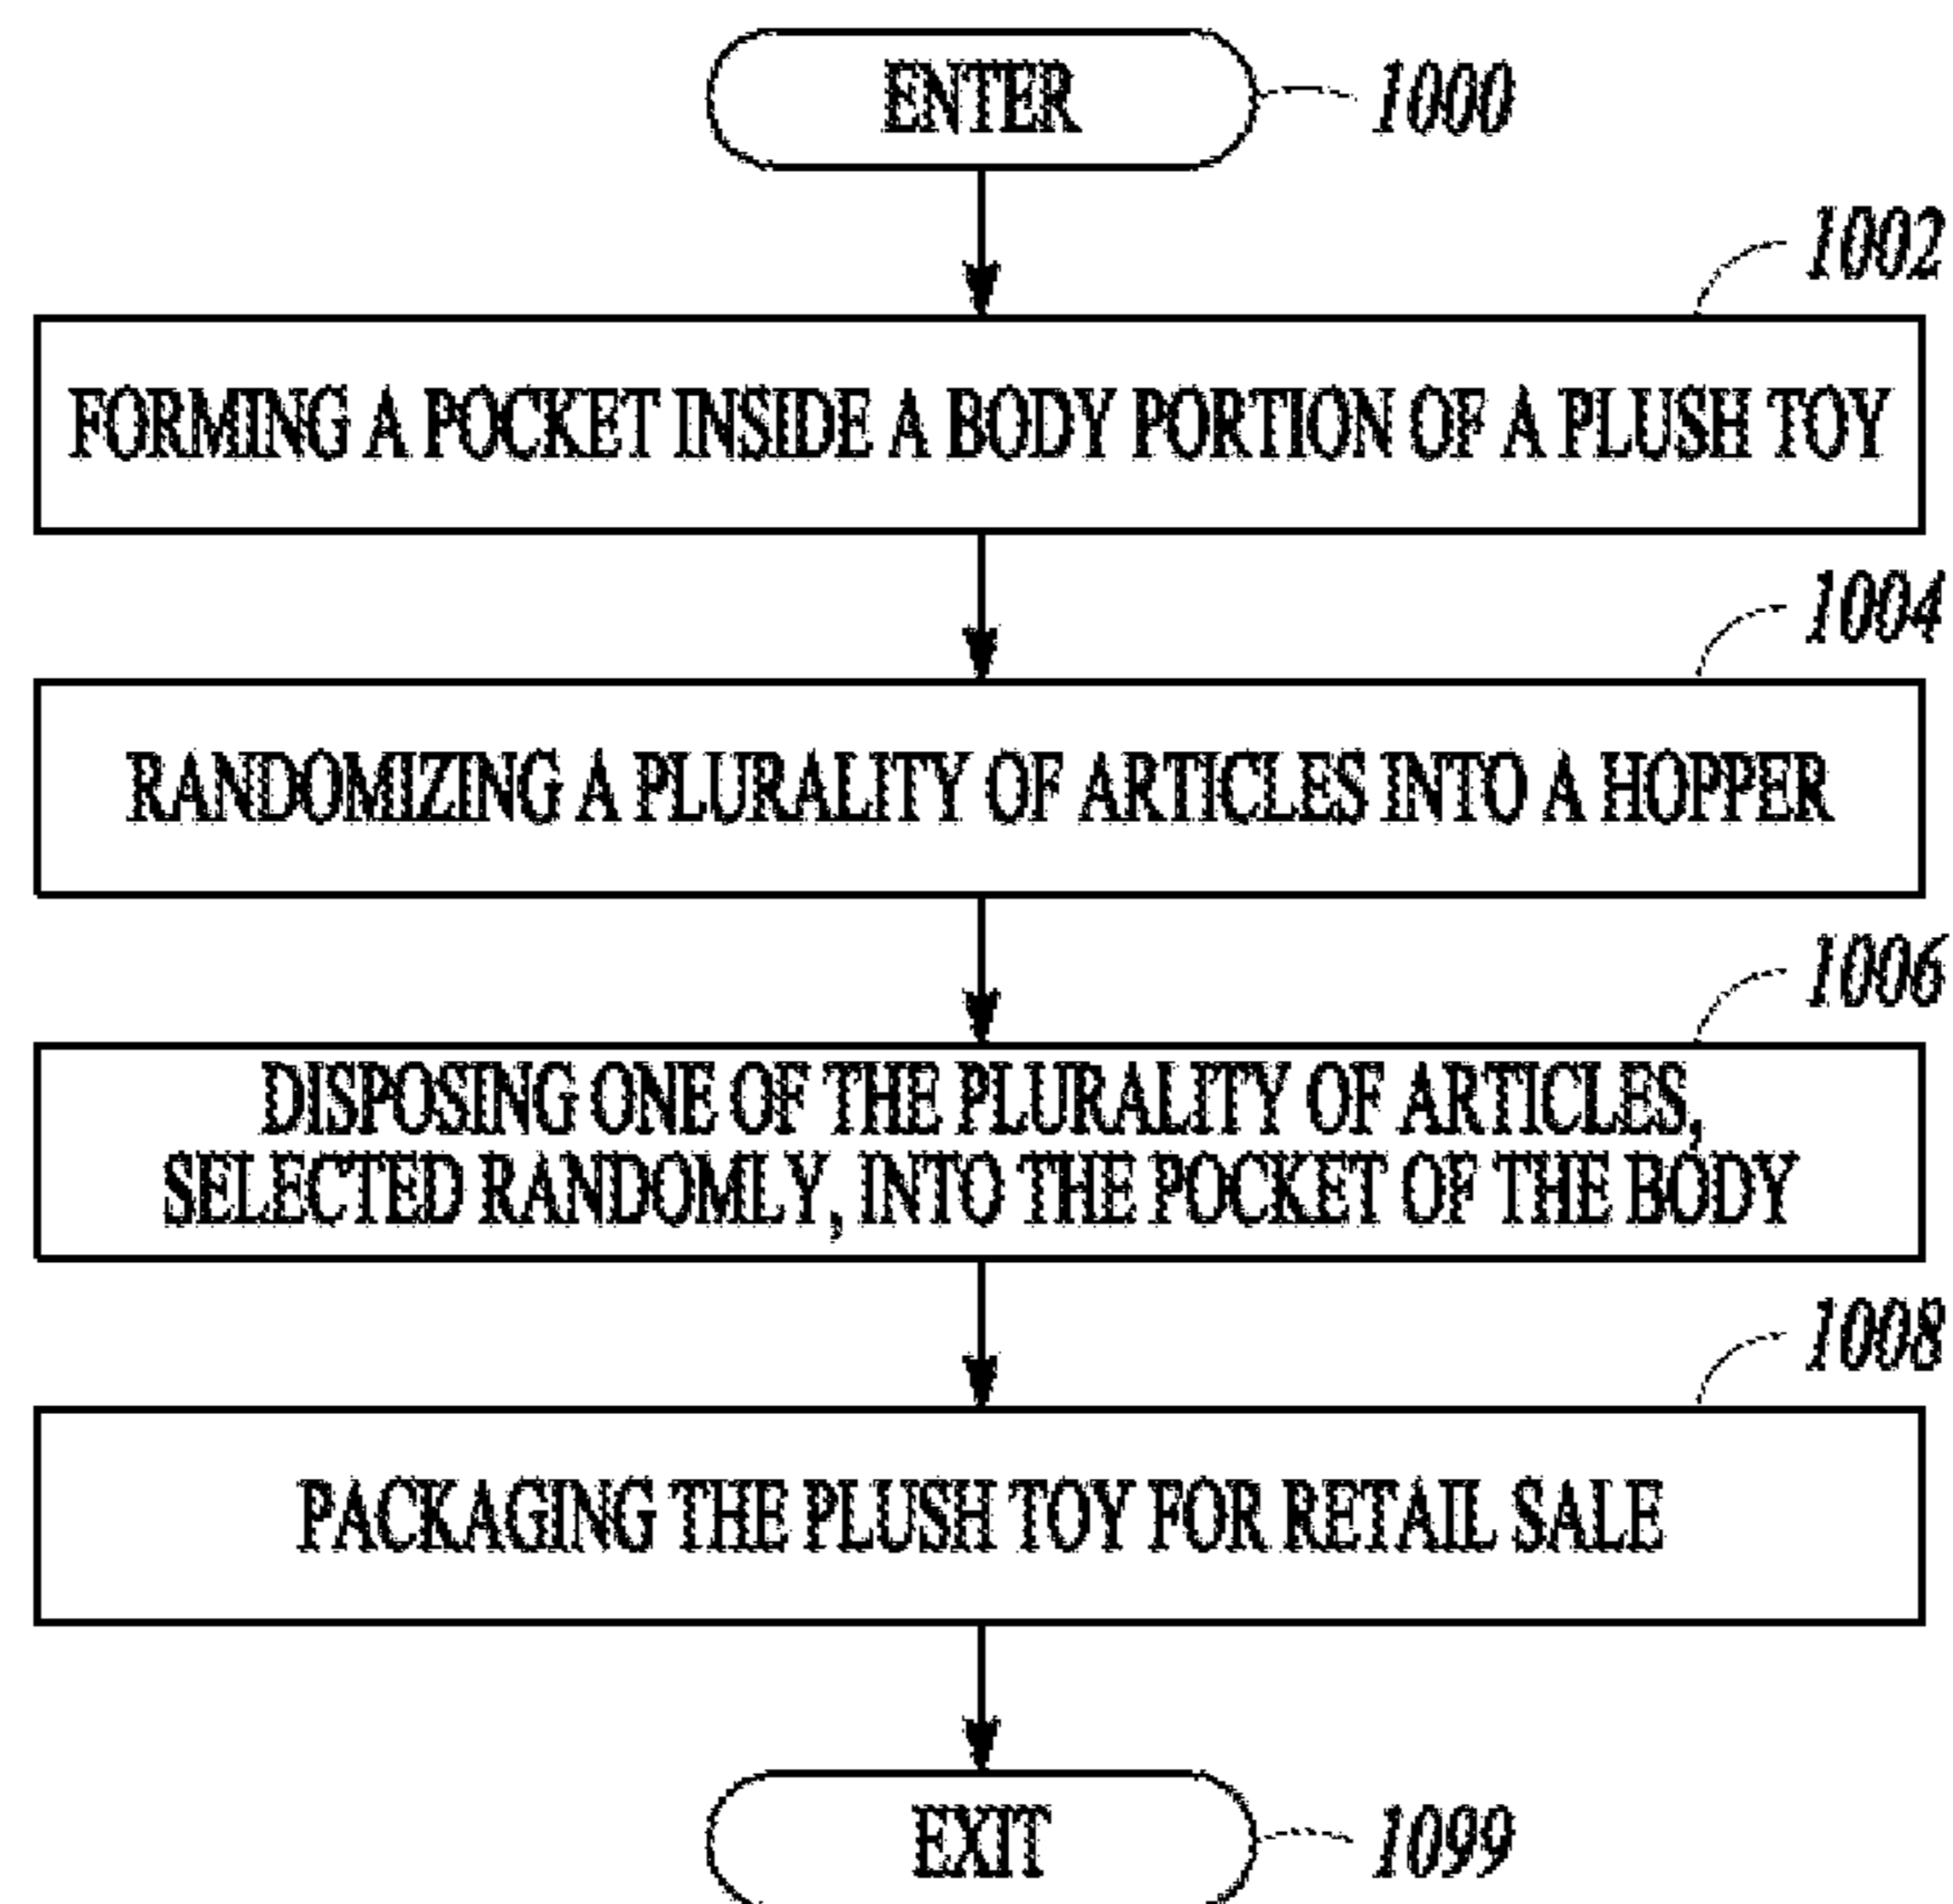 ENTER
1000
1002
FORMING A POCKET INSIDE A BODY PORTION OF A PLUSH TOY
1004
RANDOMIZING A PLURALITY OF ARTICLES INTO A HOPPER
1006
DISPOSING ONE OF THE PLURALITY OF ARTICLES,
SELECTED RANDOMLY, INTO THE POCKET OF THE BODY
1008
PACKAGING THE PLUSH TOY FOR RETAIL SALE
EXIT
1099